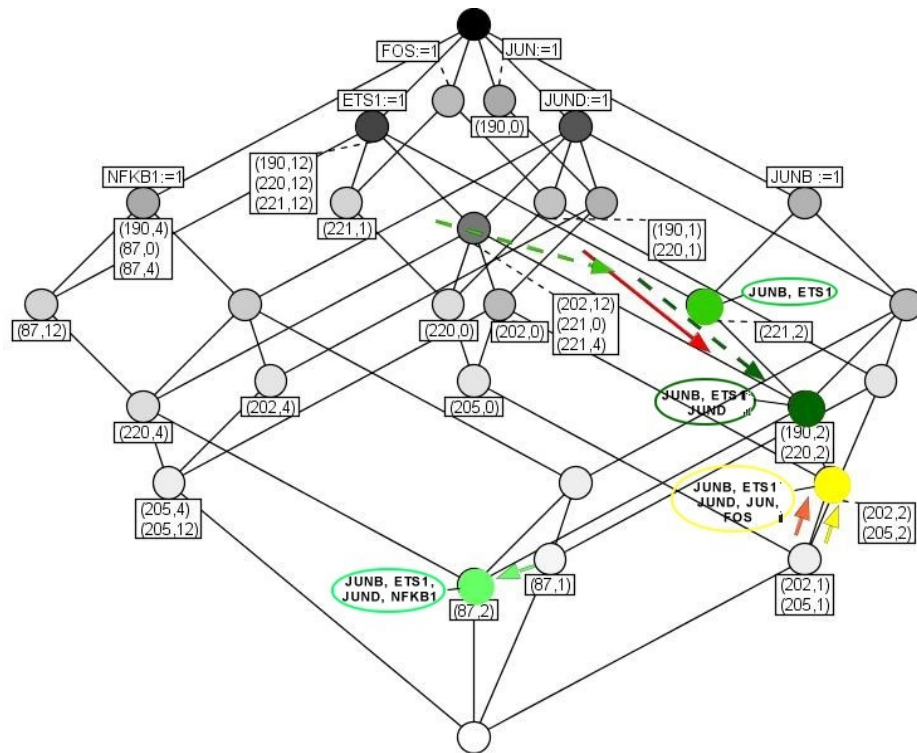 FOS:=1
JUN:=1
ETS1:=1
JUND:=1
(190,0)
NFKB1:=1
(190,12)
(220,12)
(221,12)
JUNB :=1
(190,4)
(87,0)
(87,4)
(221,1)
(190,1)
(220,1)
JUNB, ETS1
(87,12)
(220,0)
(202,0)
(202,12)
(221,0)
(221,4)
(221,2)
(202,4)
(205,0)
JUNB, ETS1
JUND
(220,4)
(190,2)
(220,2)
(205,4)
(205,12)
JUNB, ETS1
JUND, JUN,
FOS
(202,2)
(205,2)
JUNB, ETS1,
JUND, NFKB1
(87,2)
(87,1)
(202,1)
(205,1)